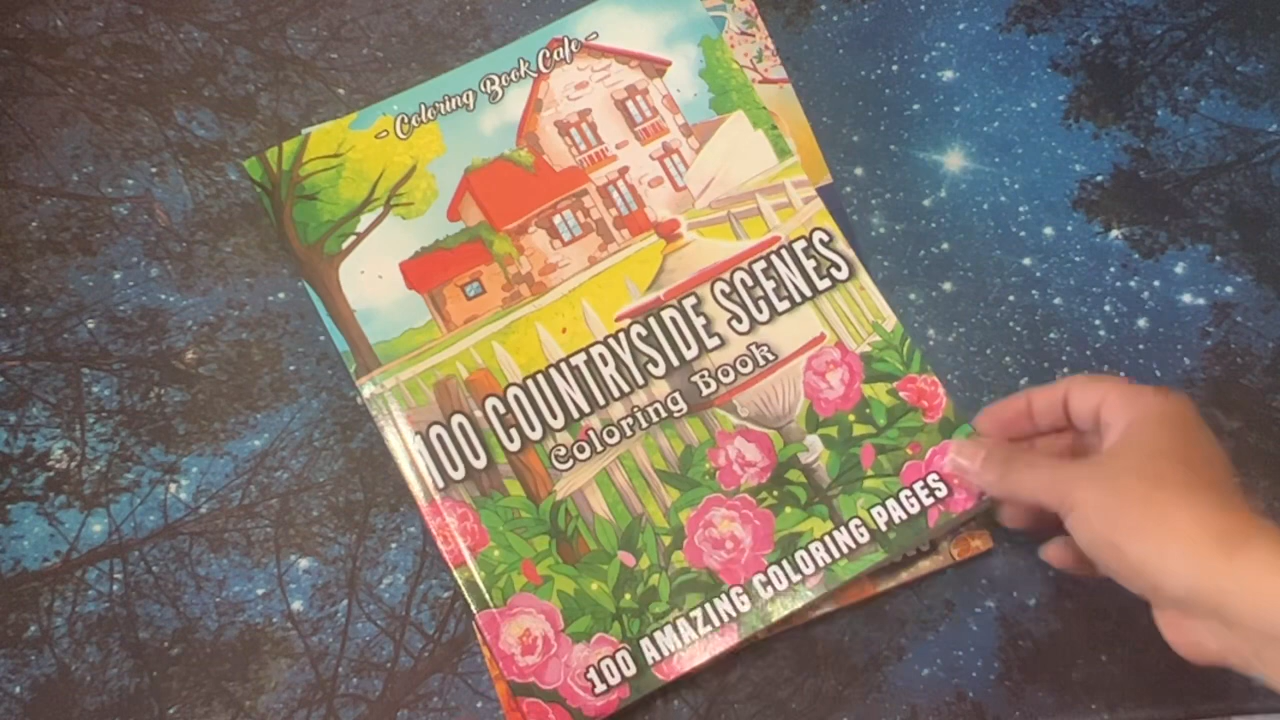 - Coloring Book Cafe -
100 COUNTRYSIDE SCENES
Coloring Book
100 AMAZING COLORING PAGES